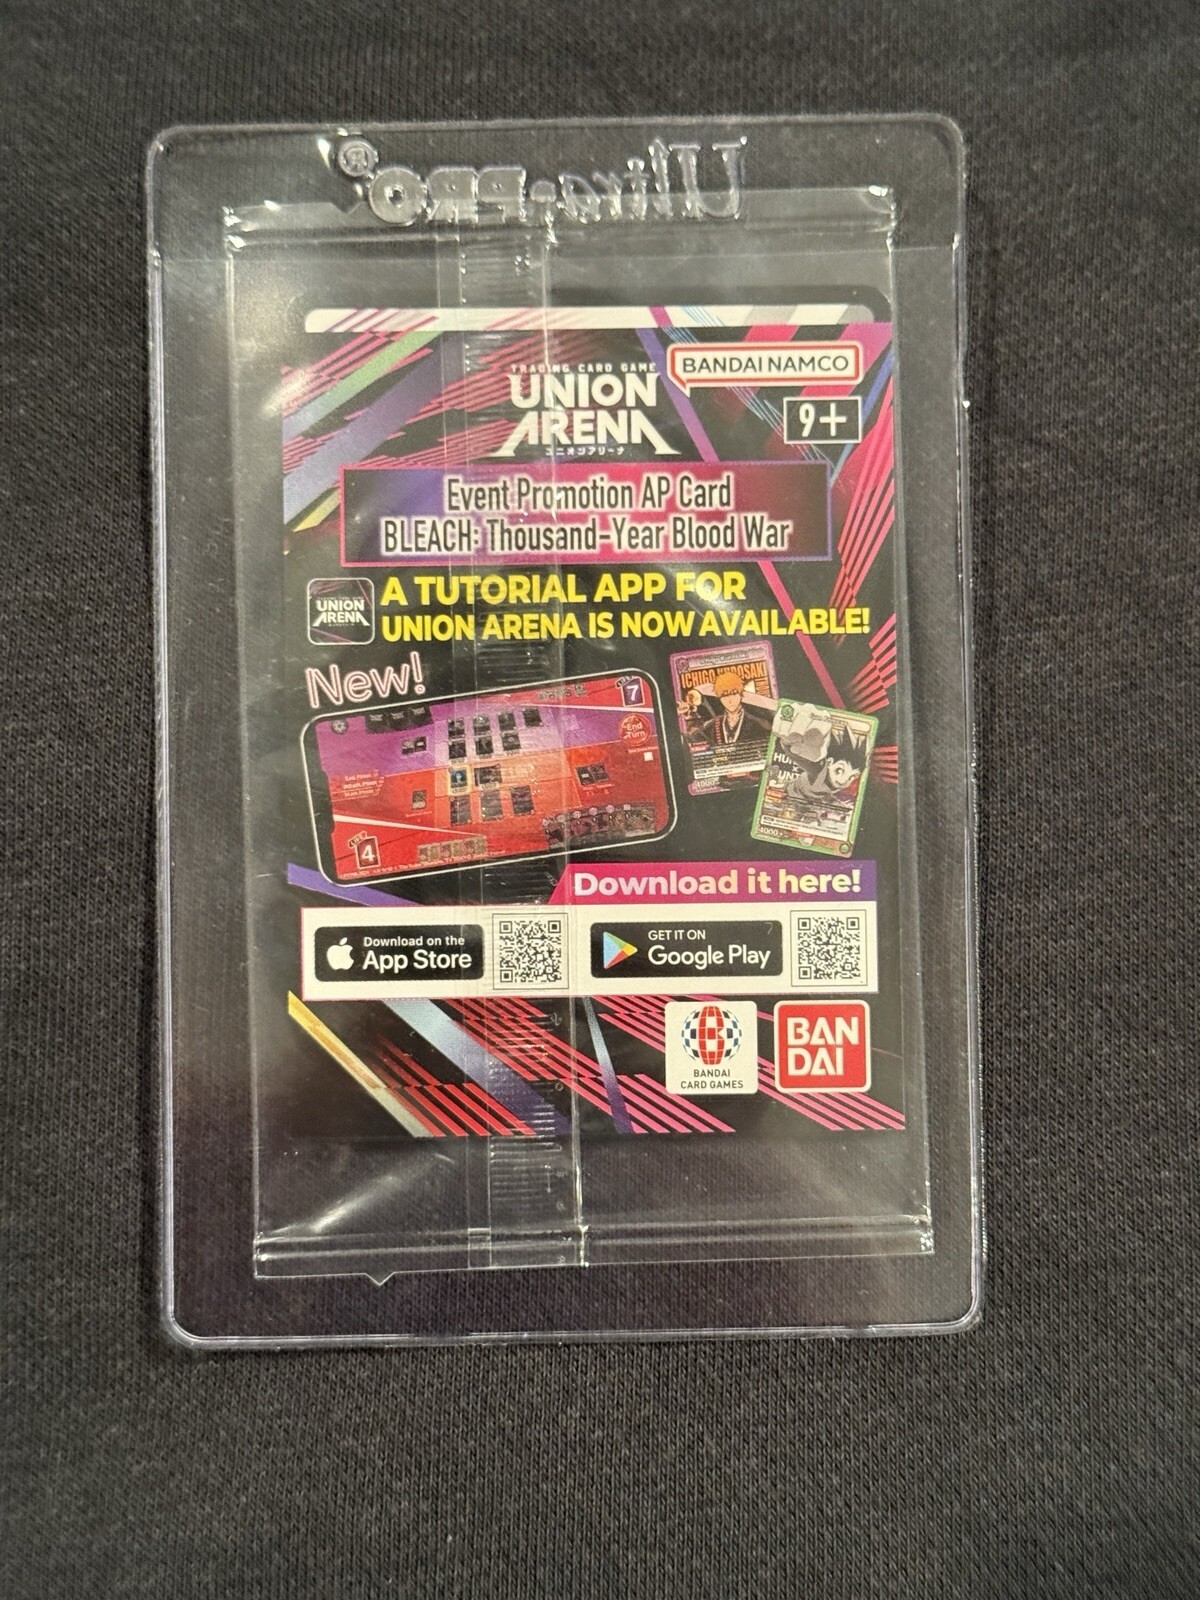 Ultra·PRO®
BANDAI NAMCO
TRADING CARD GAME
UNION
ARENA
ユニオンアリーナ
9+
Event Promotion AP Card
BLEACH: Thousand-Year Blood War
UNION
ARENA
A TUTORIAL APP FOR
UNION ARENA IS NOW AVAILABLE!
New!
7
End
Turn
4
ICHIGO KUROSAKI
4000
4000
Download it here!
Download on the
App Store
GET IT ON
Google Play
BANDAI
CARD GAMES
BAN
DAI